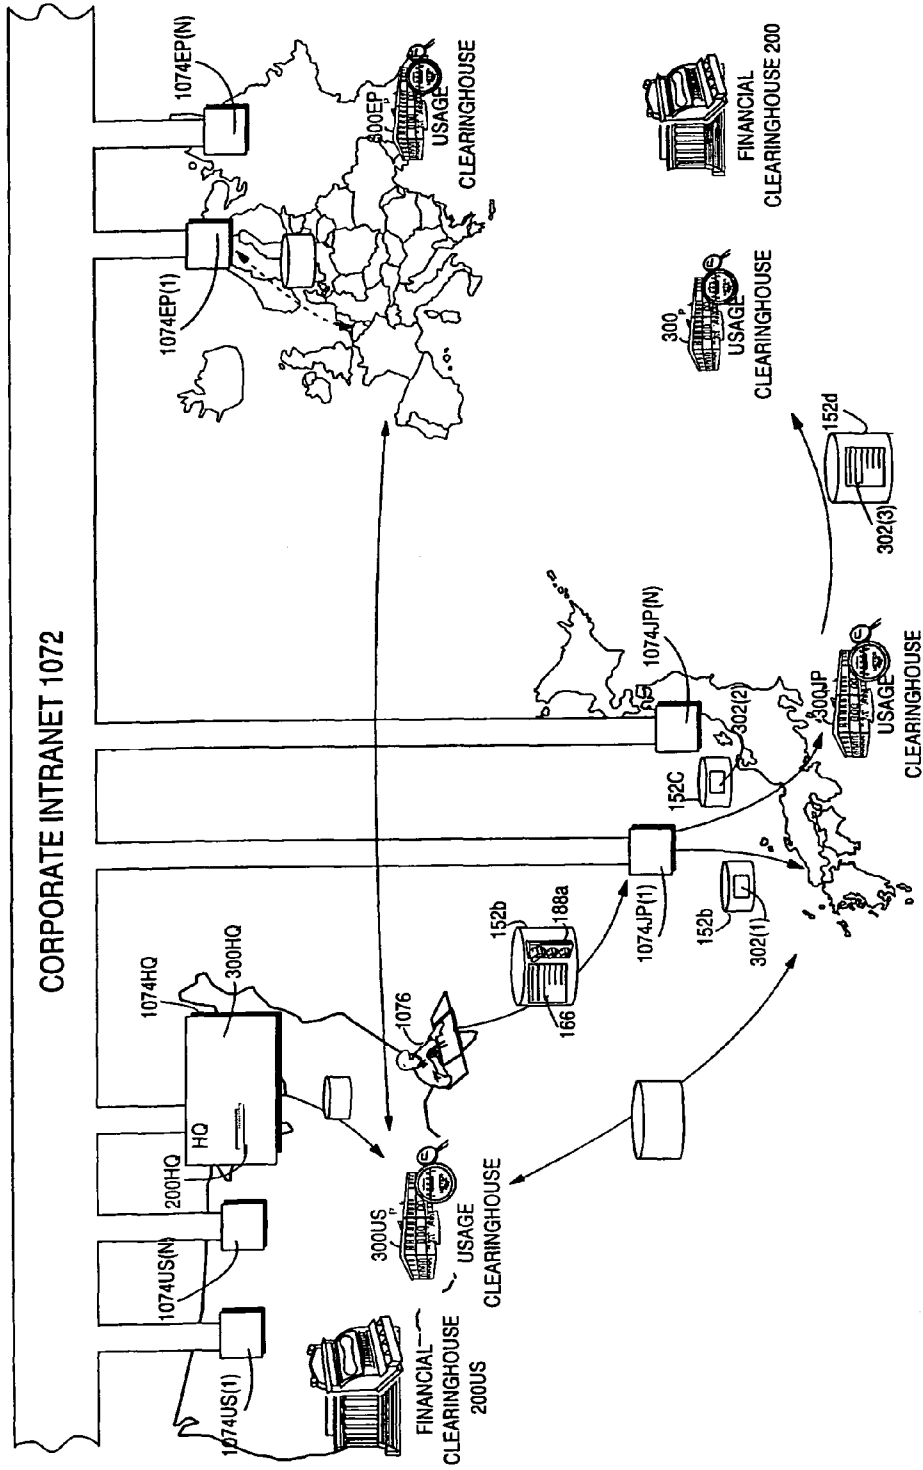 CORPORATE INTRANET 1072
1074US(1)
1074US(N)
200HQ
HQ
1074HQ
300HQ
1074EP(1)
1074EP(N)
FINANCIAL
CLEARINGHOUSE
200US
300US
USAGE
CLEARINGHOUSE
1076
152b
188a
166
300EP
USAGE
CLEARINGHOUSE
1074JP(1)
1074JP(N)
152b
302(1)
152C
302(2)
300JP
USAGE
CLEARINGHOUSE
152d
302(3)
300
USAGE
CLEARINGHOUSE
FINANCIAL
CLEARINGHOUSE 200